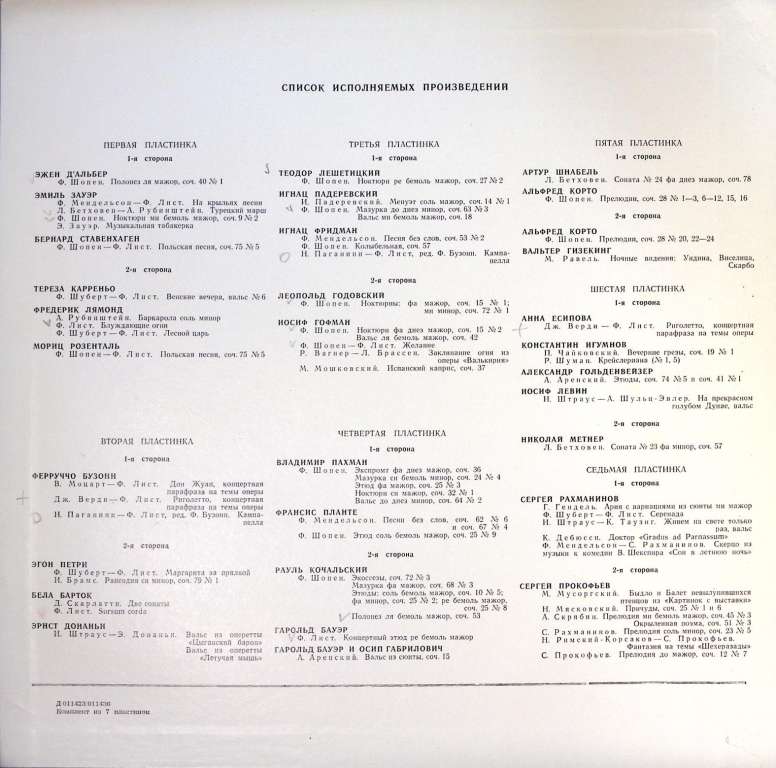 СПИСОК ИСПОЛНЯЕМЫХ ПРОИЗВЕДЕНИЙ
ПЕРВАЯ ПЛАСТИНКА
1-я сторона
ЭЖЕН Д'АЛЬБЕР
Ф. Шопен. Полонез ля мажор, соч. 40 № 1
ЭМИЛЬ ЗАУЭР
Ф. Мендельсон—Ф. Лист. На крыльях песни
Л. Бетховен—А. Рубинштейн. Турецкий марш
Ф. Шопен. Ноктюрн ми бемоль мажор, соч. 9 № 2
Э. Зауэр. Музыкальная табакерка
БЕРНАРД СТАВЕНХАГЕН
Ф. Шопен—Ф. Лист. Польская песня, соч. 75 № 5
2-я сторона
ТЕРЕЗА КАРРЕНЬО
Ф. Шуберт—Ф. Лист. Венские вечера, вальс № 6
ФРЕДЕРИК ЛЯМОНД
А. Рубинштейн. Баркарола соль минор
Ф. Лист. Блуждающие огни
Ф. Шуберт—Ф. Лист. Лесной царь
МОРИЦ РОЗЕНТАЛЬ
Ф. Шопен—Ф. Лист. Польская песня, соч. 75 № 5
ВТОРАЯ ПЛАСТИНКА
1-я сторона
ФЕРРУЧЧО БУЗОНИ
В. Моцарт—Ф. Лист. Дон Жуан, концертная
парафраза на темы оперы
Дж. Верди—Ф. Лист. Риголетто, концертная
парафраза на темы оперы
Н. Паганини—Ф. Лист, ред. Ф. Бузони. Кампа-
нелла
2-я сторона
ЭГОН ПЕТРИ
Ф. Шуберт—Ф. Лист. Маргарита за прялкой
И. Брамс. Рапсодия си минор, соч. 79 № 1
БЕЛА БАРТОК
Д. Скарлатти. Две сонаты
Ф. Лист. Sursum corda
ЭРНСТ ДОНАНЬИ
И. Штраус—Э. Донаньи. Вальс из оперетты
«Цыганский барон»
Вальс из оперетты
«Летучая мышь»
ТРЕТЬЯ ПЛАСТИНКА
1-я сторона
ТЕОДОР ЛЕШЕТИЦКИЙ
Ф. Шопен. Ноктюрн ре бемоль мажор, соч. 27 № 2
ИГНАЦ ПАДЕРЕВСКИЙ
И. Падеревский. Менуэт соль мажор, соч. 14 № 1
Ф. Шопен. Мазурка до диез минор, соч. 63 № 3
Вальс ми бемоль мажор, соч. 18
ИГНАЦ ФРИДМАН
Ф. Мендельсон. Песня без слов, соч. 53 № 2
Ф. Шопен. Колыбельная, соч. 57
Н. Паганини—Ф. Лист, ред. Ф. Бузони. Кампа-
нелла
2-я сторона
ЛЕОПОЛЬД ГОДОВСКИЙ
Ф. Шопен. Ноктюрны: фа мажор, соч. 15 № 1;
ми минор, соч. 72 № 1
ИОСИФ ГОФМАН
Ф. Шопен. Ноктюрн фа диез мажор, соч. 15 № 2
Вальс ля бемоль мажор, соч. 42
Ф. Шопен—Ф. Лист. Желание
Р. Вагнер—Л. Брассен. Заклинание огня из
оперы «Валькирия»
М. Мошковский. Испанский каприс, соч. 37
ЧЕТВЕРТАЯ ПЛАСТИНКА
1-я сторона
ВЛАДИМИР ПАХМАН
Ф. Шопен. Экспромт фа диез мажор, соч. 36
Мазурка си бемоль минор, соч. 24 № 4
Этюд фа мажор, соч. 25 № 3
Ноктюрн си мажор, соч. 32 № 1
Вальс до диез минор, соч. 64 № 2
ФРАНСИС ПЛАНТЕ
Ф. Мендельсон. Песни без слов, соч. 62 № 6
и соч. 67 № 4
Ф. Шопен. Этюд соль бемоль мажор, соч. 25 № 9
2-я сторона
РАУЛЬ КОЧАЛЬСКИЙ
Ф. Шопен. Экосезы, соч. 72 № 3
Мазурка фа мажор, соч. 68 № 3
Этюды: соль бемоль мажор, соч. 10 № 5;
фа минор, соч. 25 № 2; ре бемоль мажор,
соч. 25 № 8
Полонез ля бемоль мажор, соч. 53
ГАРОЛЬД БАУЭР
Ф. Лист. Концертный этюд ре бемоль мажор
ГАРОЛЬД БАУЭР И ОСИП ГАБРИЛОВИЧ
А. Аренский. Вальс из сюиты, соч. 15
ПЯТАЯ ПЛАСТИНКА
1-я сторона
АРТУР ШНАБЕЛЬ
Л. Бетховен. Соната № 24 фа диез мажор, соч. 78
АЛЬФРЕД КОРТО
Ф. Шопен. Прелюдии, соч. 28 № 1—3, 6—12, 15, 16
2-я сторона
АЛЬФРЕД КОРТО
Ф. Шопен. Прелюдии, соч. 28 № 20, 22—24
ВАЛЬТЕР ГИЗЕКИНГ
М. Равель. Ночные видения: Ундина, Виселица,
Скарбо
ШЕСТАЯ ПЛАСТИНКА
1-я сторона
АННА ЕСИПОВА
Дж. Верди—Ф. Лист. Риголетто, концертная
парафраза на темы оперы
КОНСТАНТИН ИГУМНОВ
П. Чайковский. Вечерние грезы, соч. 19 № 1
Р. Шуман. Крейслериана (№ 1, 5)
АЛЕКСАНДР ГОЛЬДЕНВЕЙЗЕР
А. Аренский. Этюды, соч. 74 № 5 и соч. 41 № 1
ИОСИФ ЛЕВИН
И. Штраус—А. Шульц-Эвлер. На прекрасном
голубом Дунае, вальс
2-я сторона
НИКОЛАЙ МЕТНЕР
Л. Бетховен. Соната № 23 фа минор, соч. 57
СЕДЬМАЯ ПЛАСТИНКА
1-я сторона
СЕРГЕЙ РАХМАНИНОВ
Г. Гендель. Ария с вариациями из сюиты ми мажор
Ф. Шуберт—Ф. Лист. Серенада
И. Штраус—К. Таузиг. Живем на свете только
раз, вальс
К. Дебюсси. Доктор «Gradus ad Parnassum»
Ф. Мендельсон—С. Рахманинов. Скерцо из
музыки к комедии В. Шекспира «Сон в летнюю ночь»
2-я сторона
СЕРГЕЙ ПРОКОФЬЕВ
М. Мусоргский. Быдло и Балет невылупившихся
птенцов из «Картинок с выставки»
Н. Мясковский. Причуды, соч. 25 № 1 и 6
А. Скрябин. Прелюдия ми бемоль мажор, соч. 45 № 3
Окрыленная поэма, соч. 51 № 3
С. Рахманинов. Прелюдия соль минор, соч. 23 № 5
Н. Римский-Корсаков—С. Прокофьев.
Фантазия на темы «Шехеразады»
С. Прокофьев. Прелюдия до мажор, соч. 12 № 7
Д 011423/011436
Комплект из 7 пластинок